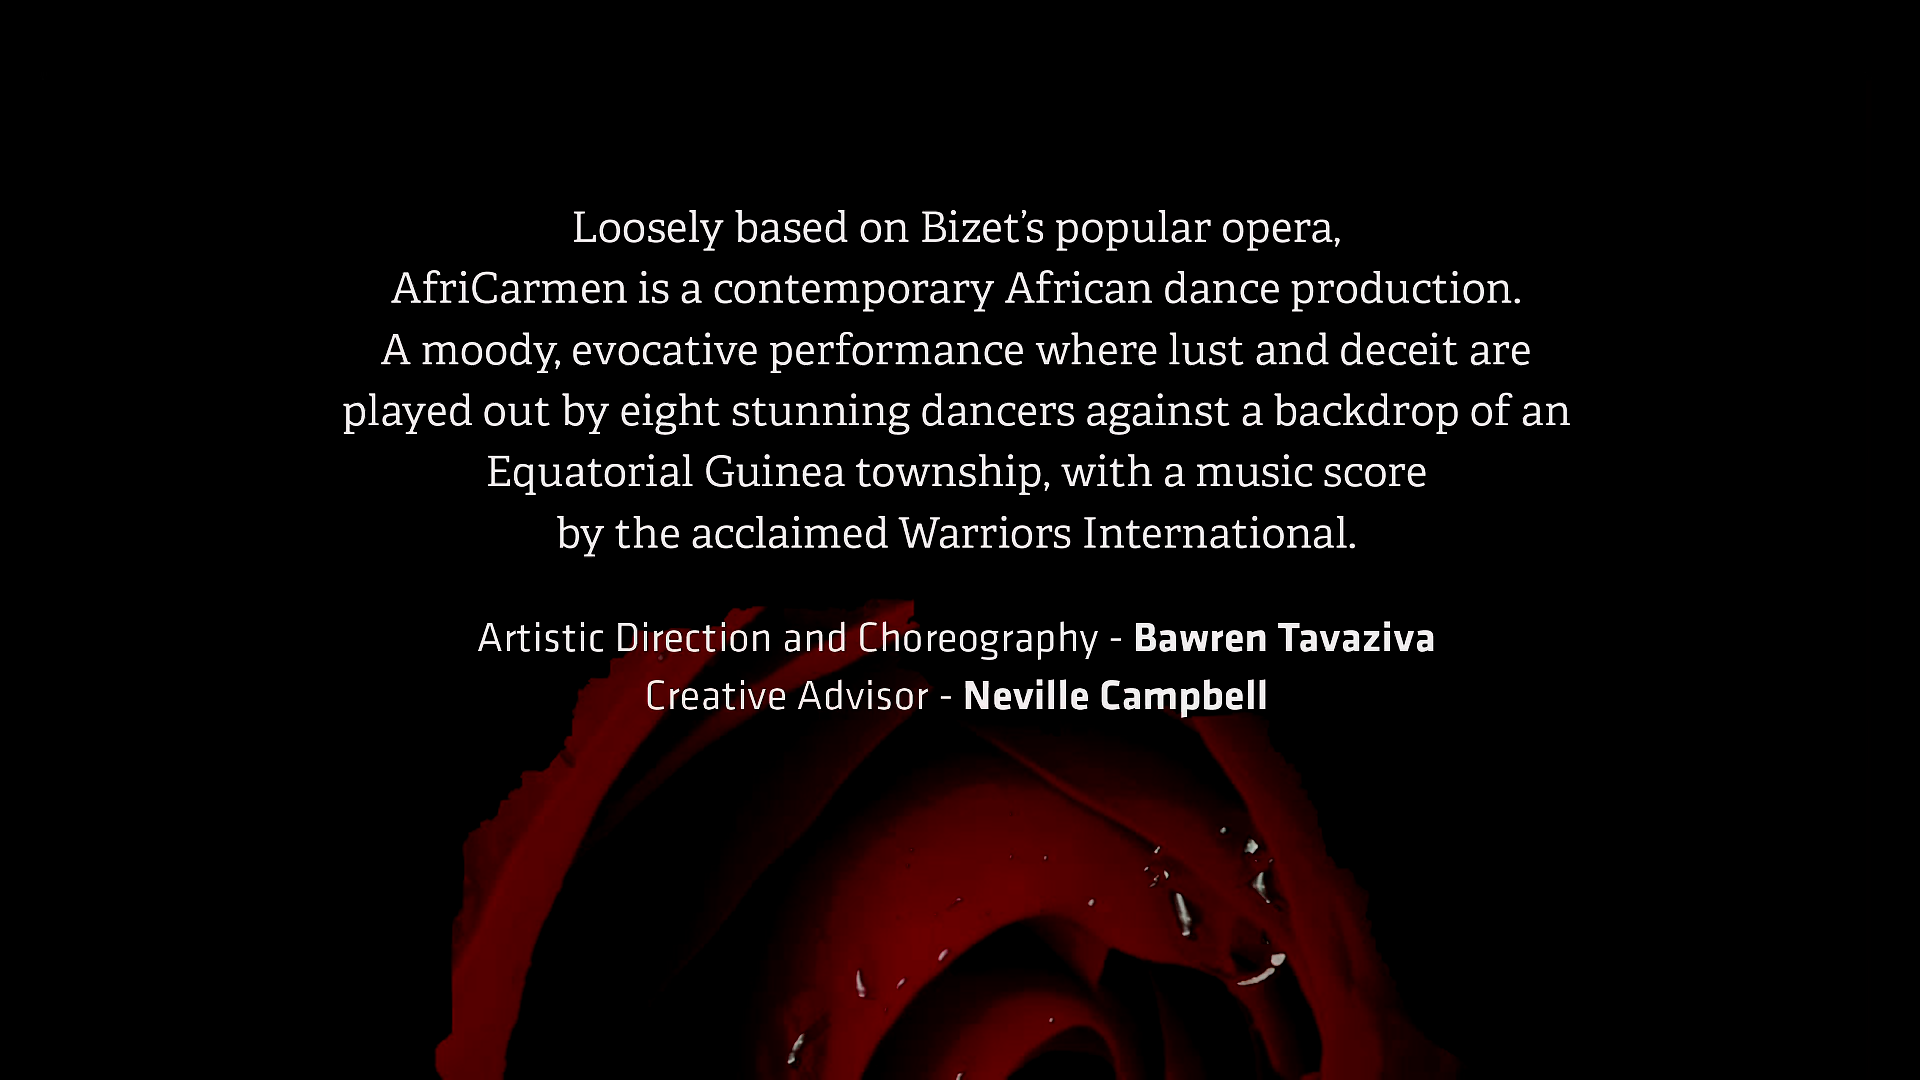 Loosely based on Bizet’s popular opera,
AfriCarmen is a contemporary African dance production.
A moody, evocative performance where lust and deceit are
played out by eight stunning dancers against a backdrop of an
Equatorial Guinea township, with a music score
by the acclaimed Warriors International.
Artistic Direction and Choreography - Bawren Tavaziva
Creative Advisor - Neville Campbell